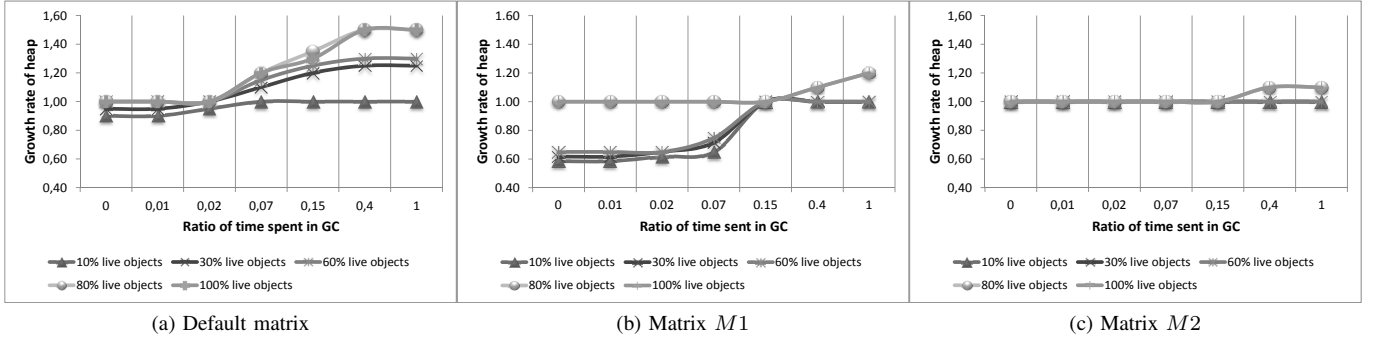 1,60
1,40
1,20
1,00
0,80
0,60
0,40
Growth rate of heap
0 0,01 0,02 0,07 0,15 0,4 1
Ratio of time spent in GC
10% live objects 30% live objects 60% live objects
80% live objects 100% live objects
(a) Default matrix
1.60
1.40
1.20
1.00
0.80
0.60
0.40
Growth rate of heap
0 0.01 0.02 0.07 0.15 0.4 1
Ratio of time sent in GC
10% live objects 30% live objects 60% live objects
80% live objects 100% live objects
(b) Matrix M1
1,60
1,40
1,20
1,00
0,80
0,60
0,40
Growth rate of heap
0 0,01 0,02 0,07 0,15 0,4 1
Ratio of time sent in GC
10% live objects 30% live objects 60% live objects
80% live objects 100% live objects
(c) Matrix M2